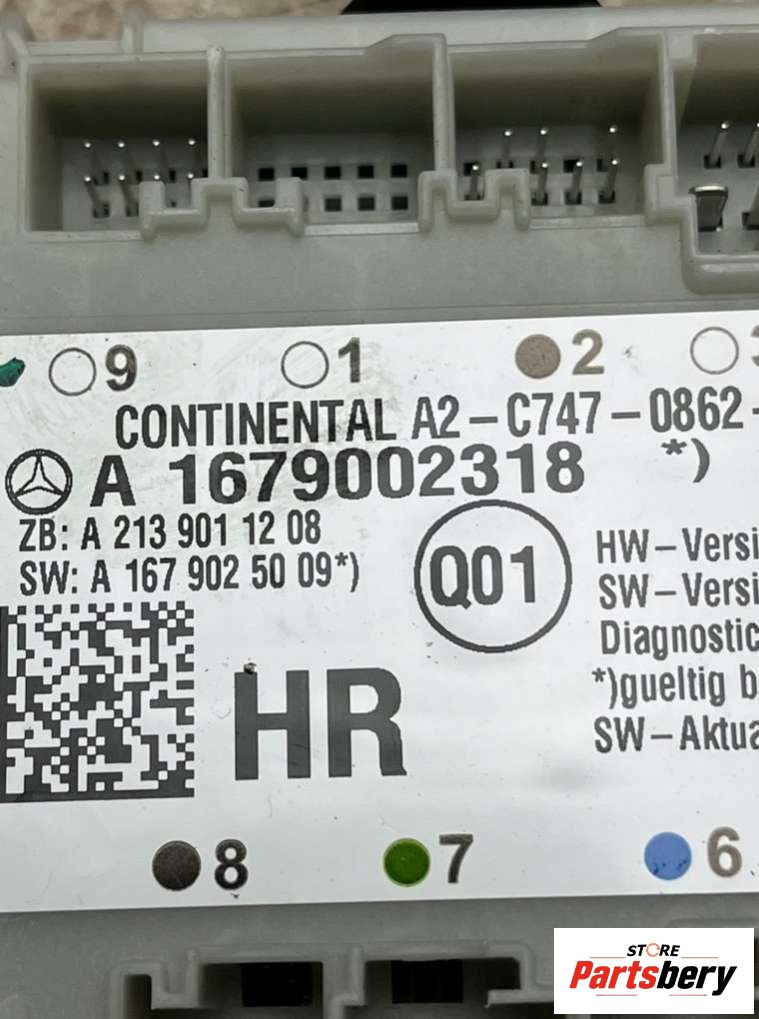 9 1 2
CONTINENTAL A2-C747-0862-
A 1679002318 *)
ZB: A 213 901 12 08
SW: A 167 902 50 09*)
Q01
HW-Versi
SW-Versi
Diagnostic
*)gueltig b
SW-Aktua
HR
8 7 6
STORE
Partsbery